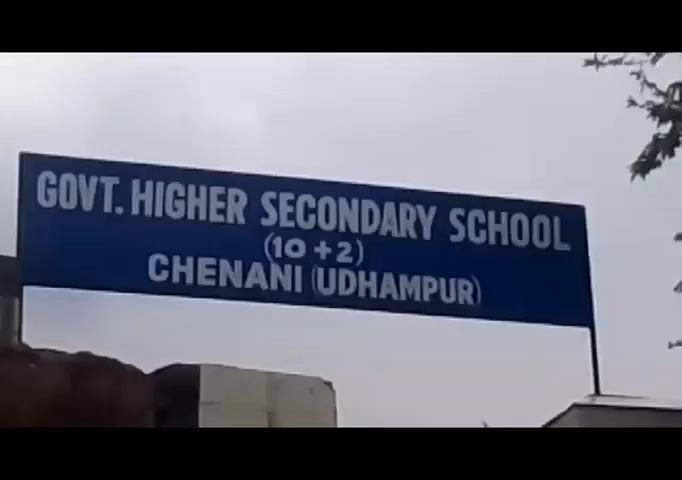 GOVT. HIGHER SECONDARY SCHOOL
(10+2)
CHENANI (UDHAMPUR)